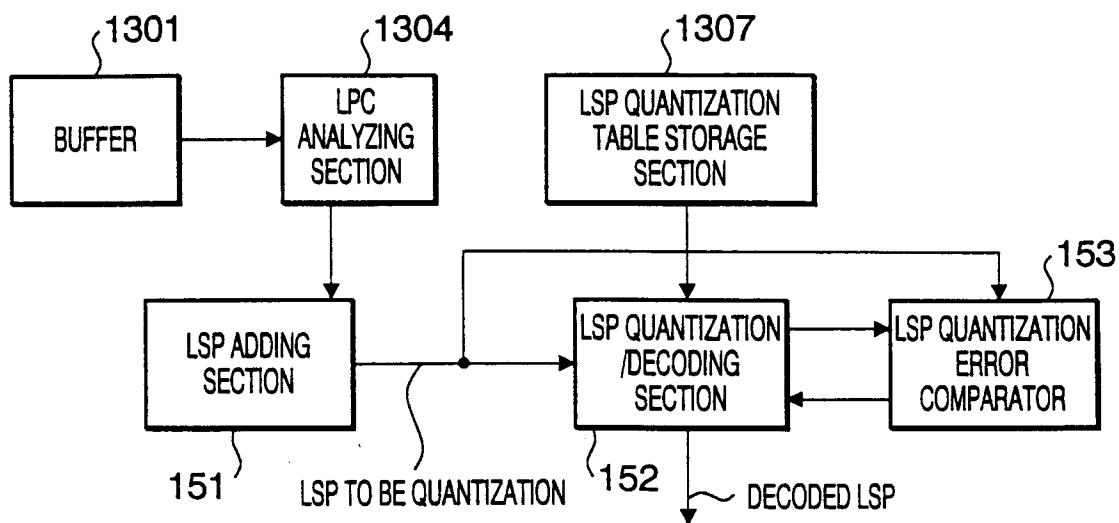 1301
1304
1307
BUFFER
LPC
ANALYZING
SECTION
LSP QUANTIZATION
TABLE STORAGE
SECTION
153
LSP ADDING
SECTION
LSP QUANTIZATION
/DECODING
SECTION
LSP QUANTIZATION
ERROR
COMPARATOR
151
LSP TO BE QUANTIZATION
152
DECODED LSP